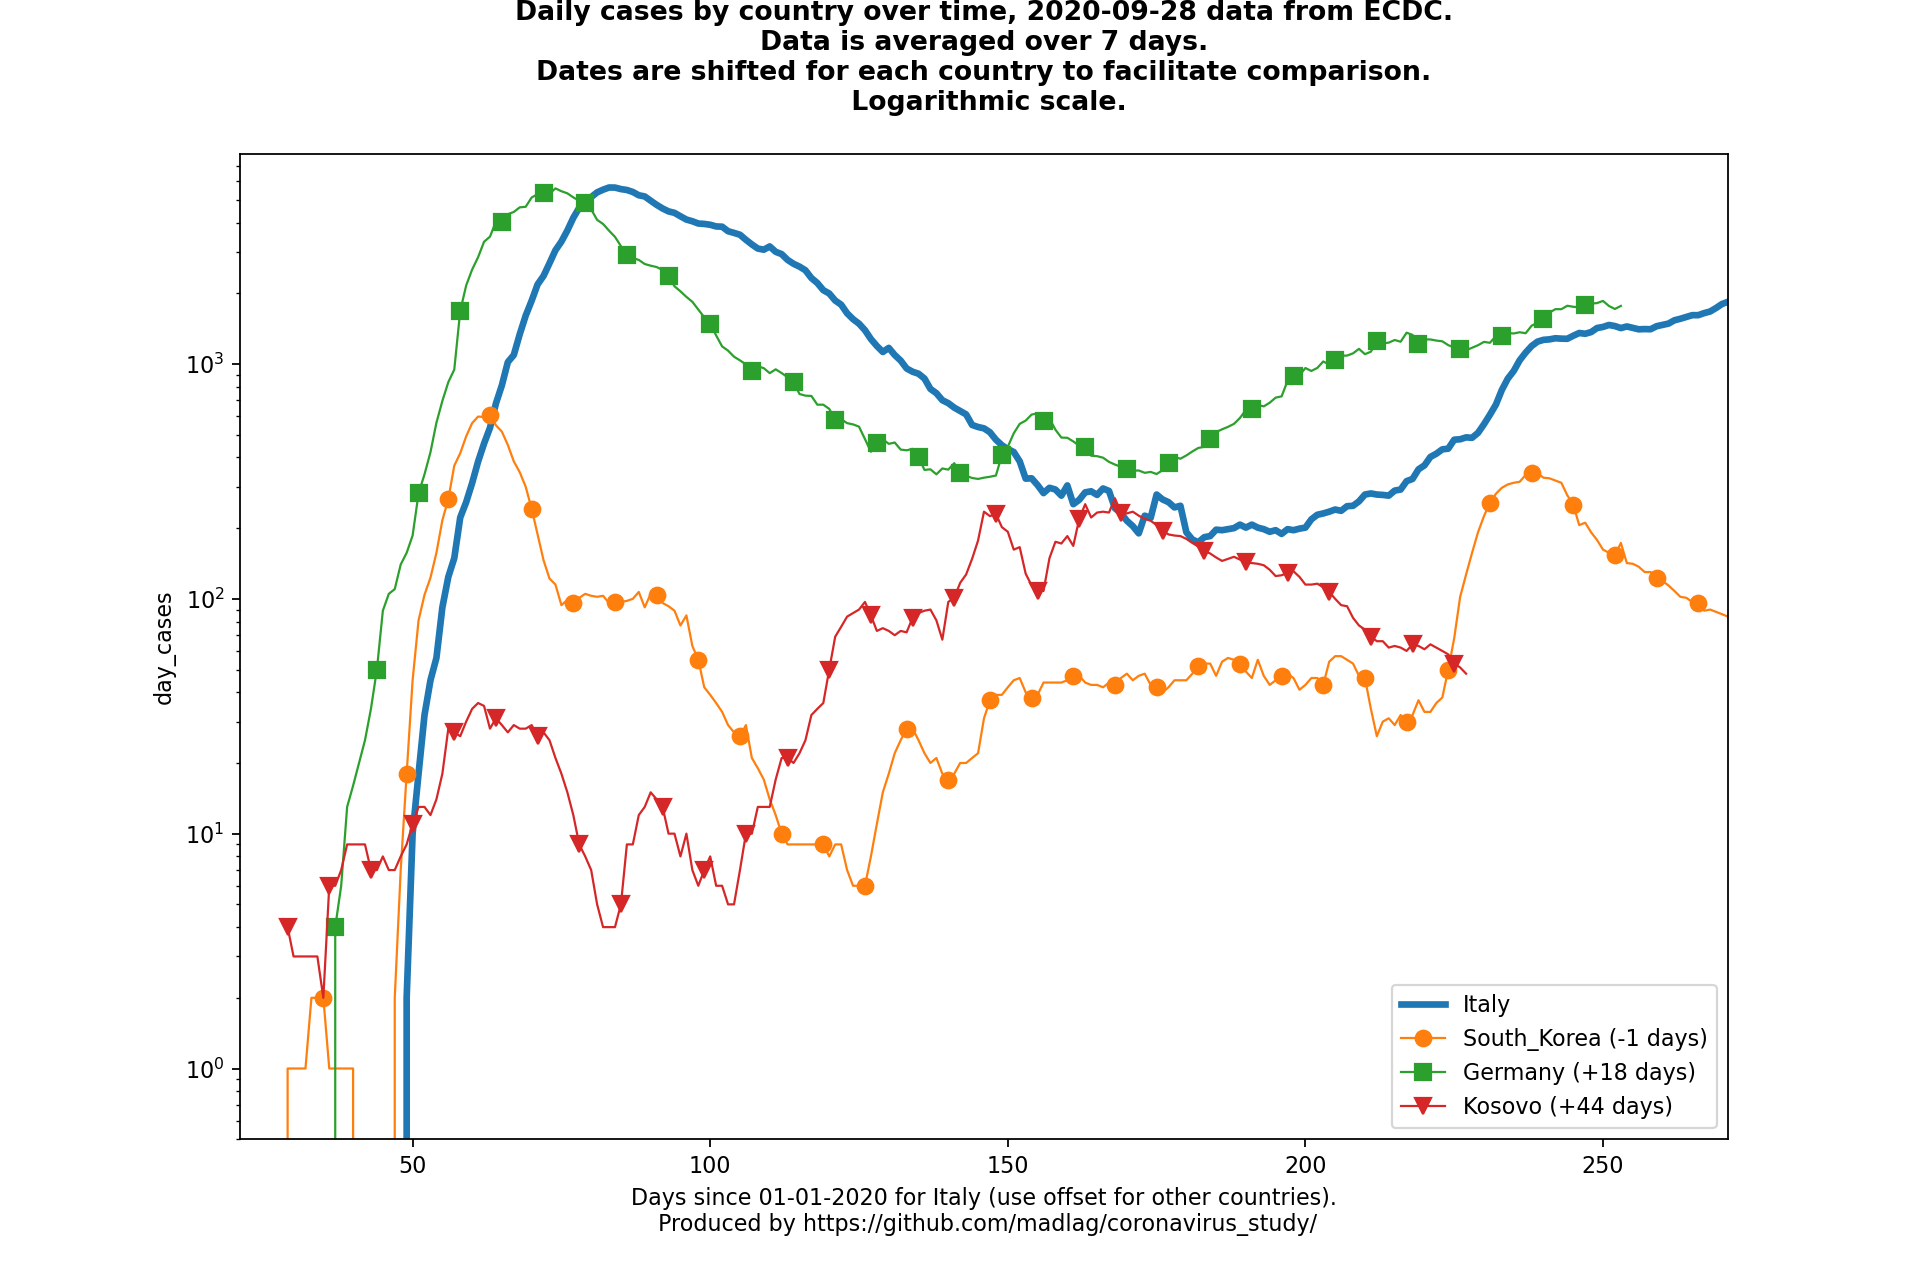 Daily cases by country over time, 2020-09-28 data from ECDC.
Data is averaged over 7 days.
Dates are shifted for each country to facilitate comparison.
Logarithmic scale.
day_cases
10³
10²
10¹
10⁰
Italy
South_Korea (-1 days)
Germany (+18 days)
Kosovo (+44 days)
50
100
150
200
250
Days since 01-01-2020 for Italy (use offset for other countries).
Produced by https://github.com/madlag/coronavirus_study/